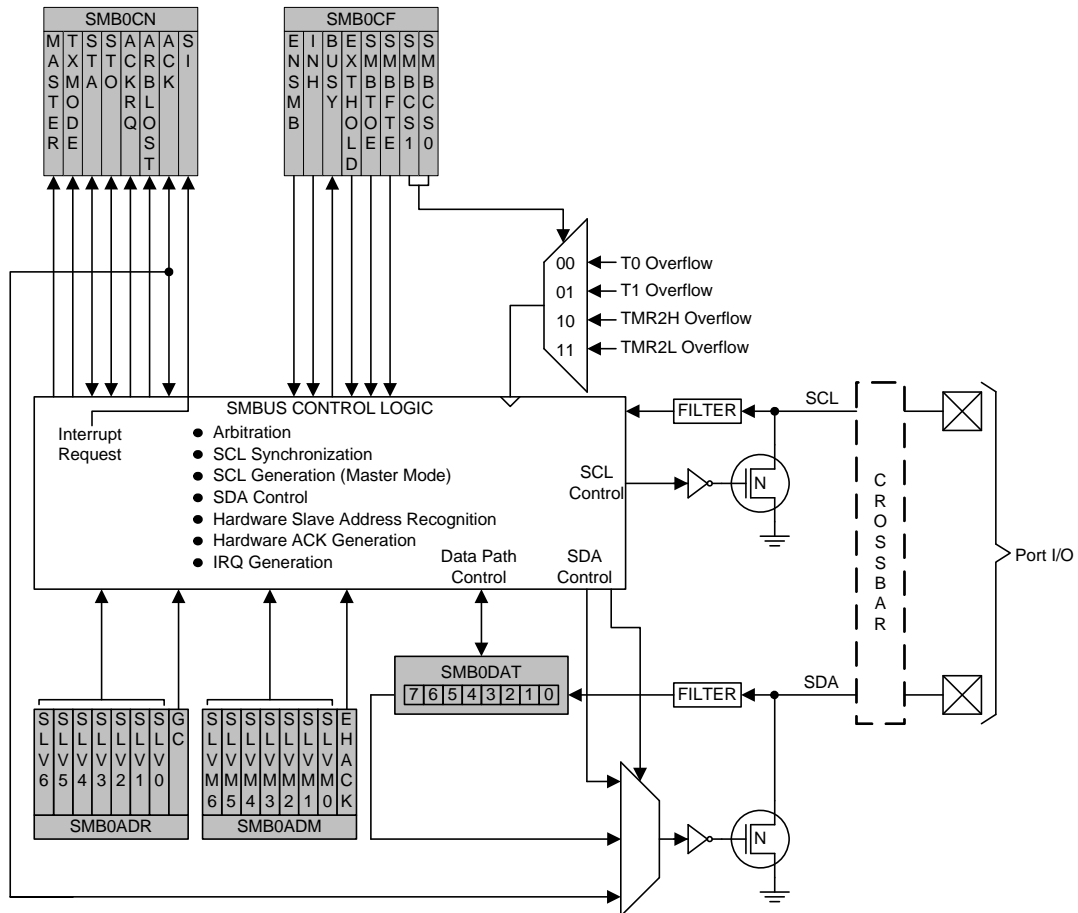 SMB0CN
MASTER
TXMODE
STA
STO
ACKRQ
ARBLOST
ACK
SI
SMB0CF
ENSMB
INH
BUSY
EXTHOLD
SMBTOE
SMBFTE
SMBCS1
SMBCS0
00
T0 Overflow
01
T1 Overflow
10
TMR2H Overflow
11
TMR2L Overflow
SMBUS CONTROL LOGIC
Interrupt
Request
● Arbitration
● SCL Synchronization
● SCL Generation (Master Mode)
● SDA Control
● Hardware Slave Address Recognition
● Hardware ACK Generation
● IRQ Generation
Data Path
Control
SCL
Control
SDA
Control
FILTER
SCL
N
CROSSBAR
Port I/O
SMB0DAT
7 6 5 4 3 2 1 0
FILTER
SDA
N
SLV6
SLV5
SLV4
SLV3
SLV2
SLV1
SLV0
GC
SMB0ADR
SLVM6
SLVM5
SLVM4
SLVM3
SLVM2
SLVM1
SLVM0
EHACK
SMB0ADM